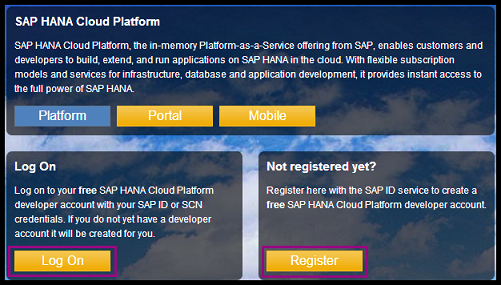 SAP HANA Cloud Platform
SAP HANA Cloud Platform, the in-memory Platform-as-a-Service offering from SAP, enables customers and
developers to build, extend, and run applications on SAP HANA in the cloud. With flexible subscription
models and services for infrastructure, database and application development, it provides instant access to
the full power of SAP HANA.
Platform Portal Mobile
Log On
Log on to your free SAP HANA Cloud Platform
developer account with your SAP ID or SCN
credentials. If you do not yet have a developer
account it will be created for you.
Log On
Not registered yet?
Register here with the SAP ID service to create a
free SAP HANA Cloud Platform developer account.
Register